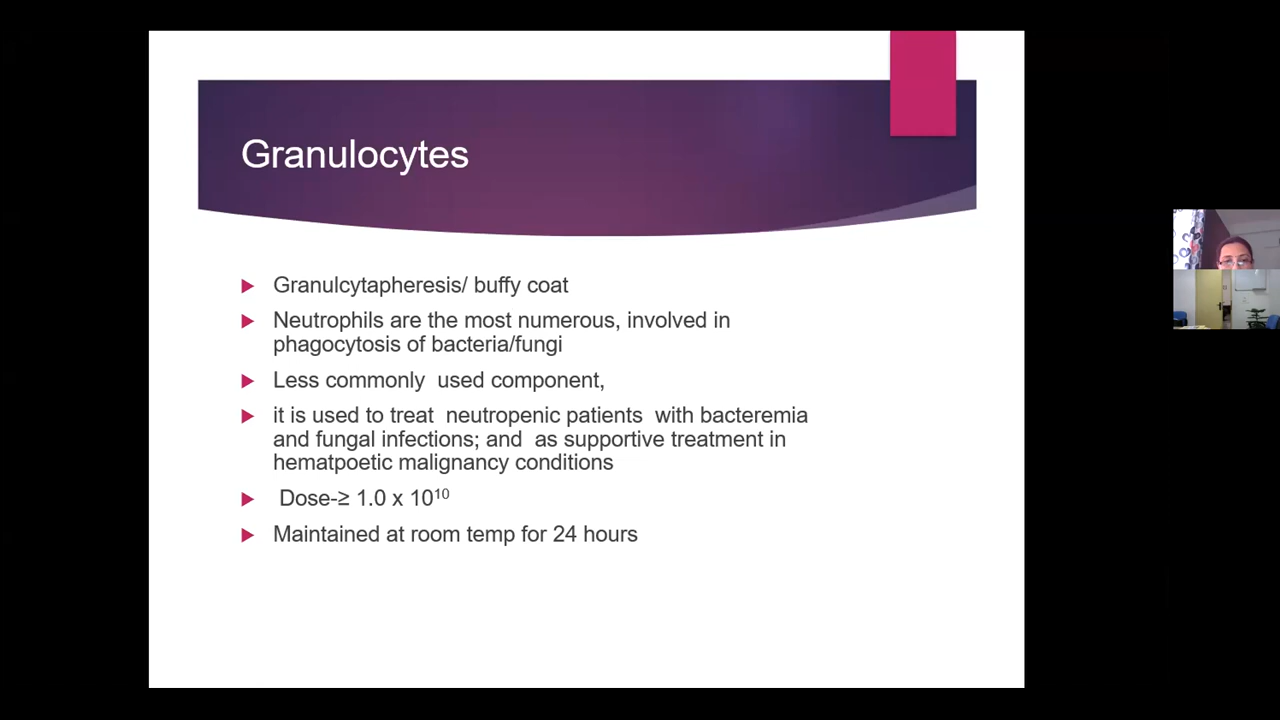 Granulocytes
Granulcytapheresis/ buffy coat
Neutrophils are the most numerous, involved in
phagocytosis of bacteria/fungi
Less commonly used component,
it is used to treat neutropenic patients with bacteremia
and fungal infections; and as supportive treatment in
hematpoetic malignancy conditions
Dose-≥ 1.0 x 10¹⁰
Maintained at room temp for 24 hours